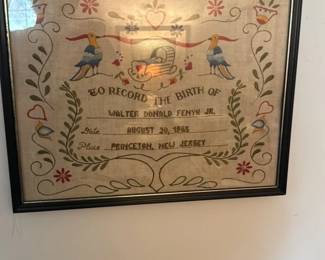 TO RECORD THE BIRTH OF
WALTER DONALD FENYN JR.
Date AUGUST 20, 1965
Place PRINCETON, NEW JERSEY